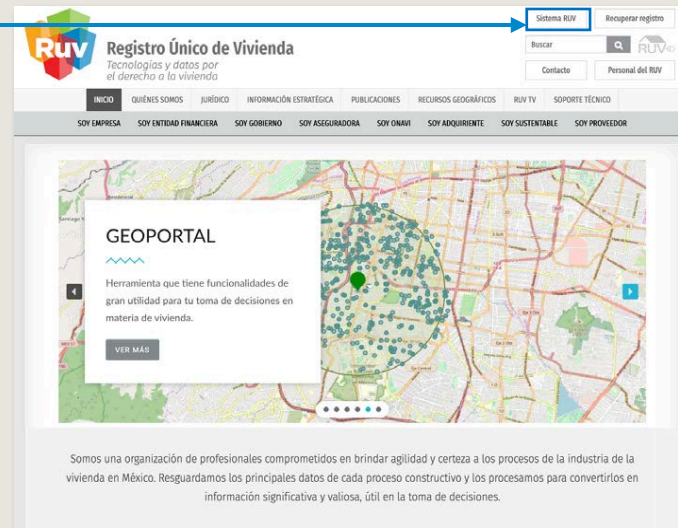 Sistema RUV
Recuperar registro
RUV
Registro Único de Vivienda
Tecnologías y datos por
el derecho a la vivienda
Buscar
RUV
Contacto
Personal del RUV
INICIO QUIÉNES SOMOS JURÍDICO INFORMACIÓN ESTRATÉGICA PUBLICACIONES RECURSOS GEOGRÁFICOS RUV TV SOPORTE TÉCNICO
SOY EMPRESA SOY ENTIDAD FINANCIERA SOY GOBIERNO SOY ASEGURADORA SOY ONAVI SOY ADQUIRIENTE SOY SUSTENTABLE SOY PROVEEDOR
GEOPORTAL
Herramienta que tiene funcionalidades de
gran utilidad para tu toma de decisiones en
materia de vivienda.
VER MÁS
Somos una organización de profesionales comprometidos en brindar agilidad y certeza a los procesos de la industria de la
vivienda en México. Resguardamos los principales datos de cada proceso constructivo y los procesamos para convertirlos en
información significativa y valiosa, útil en la toma de decisiones.